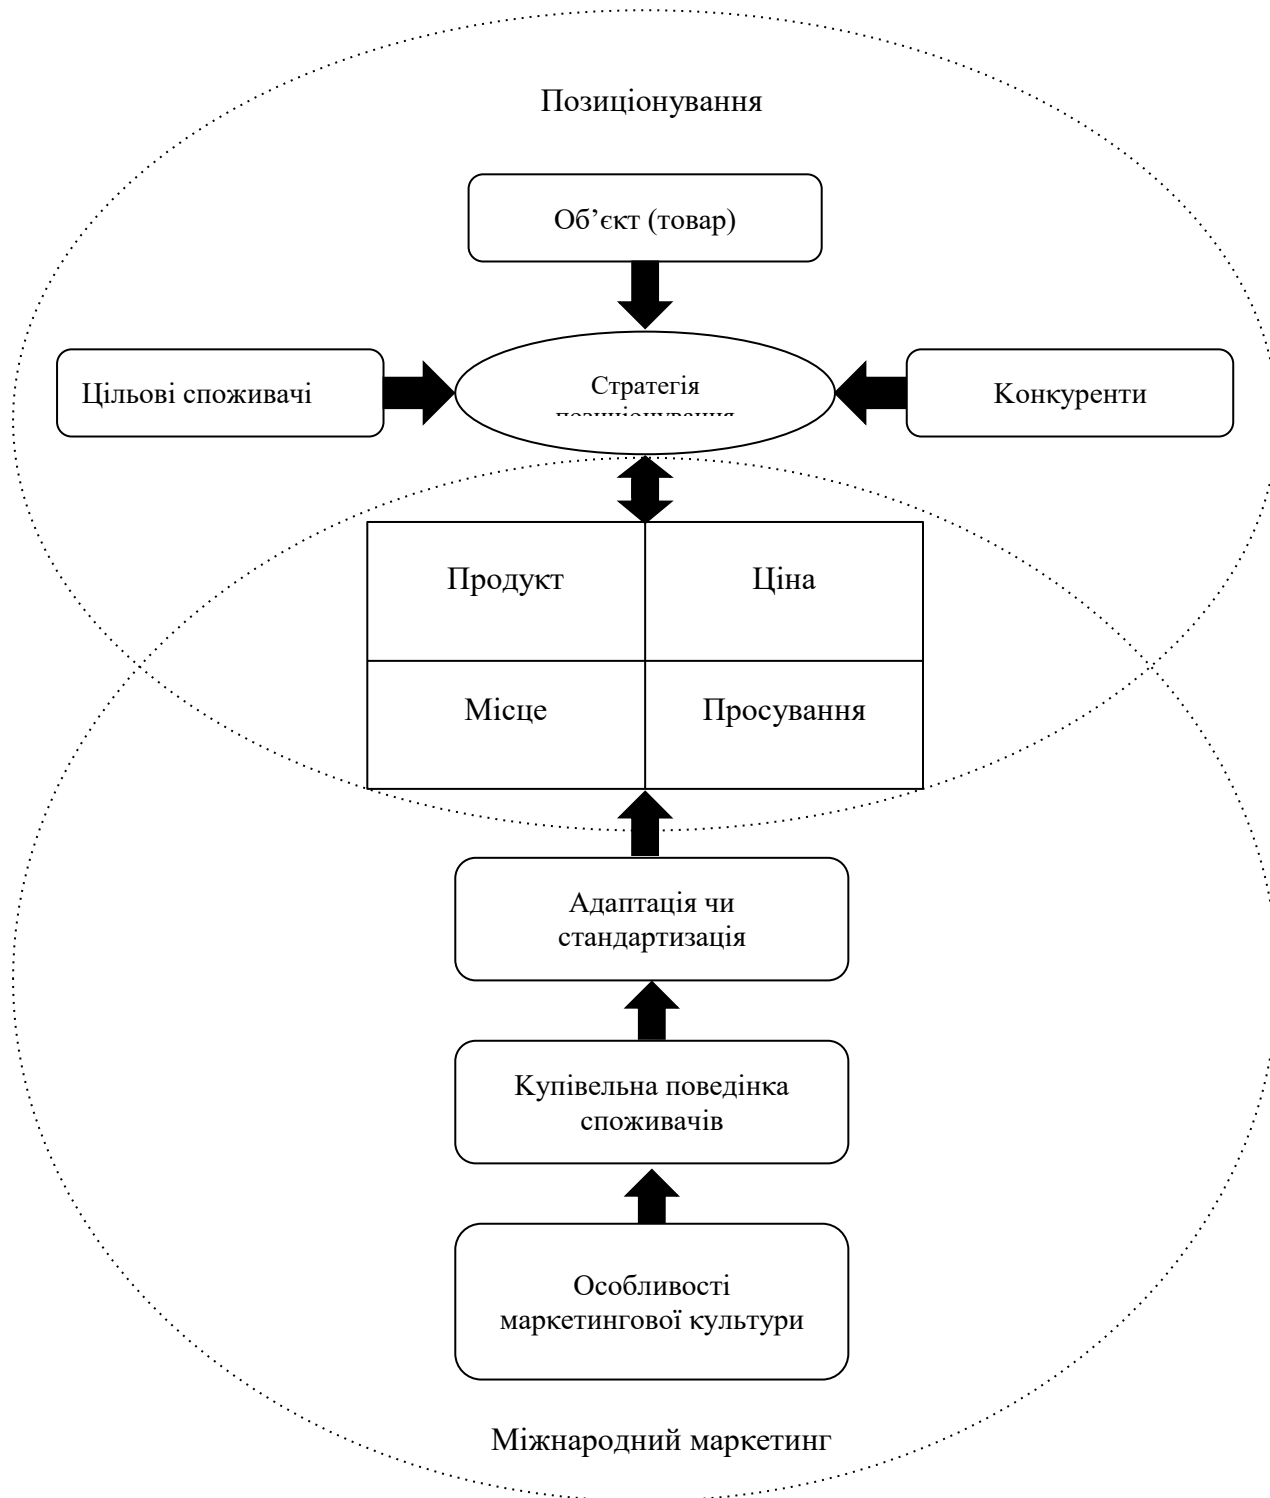 Позиціонування
Об’єкт (товар)
Цільові споживачі
Стратегія
позиціонування
Конкуренти
Продукт
Ціна
Місце
Просування
Адаптація чи
стандартизація
Купівельна поведінка
споживачів
Особливості
маркетингової культури
Міжнародний маркетинг